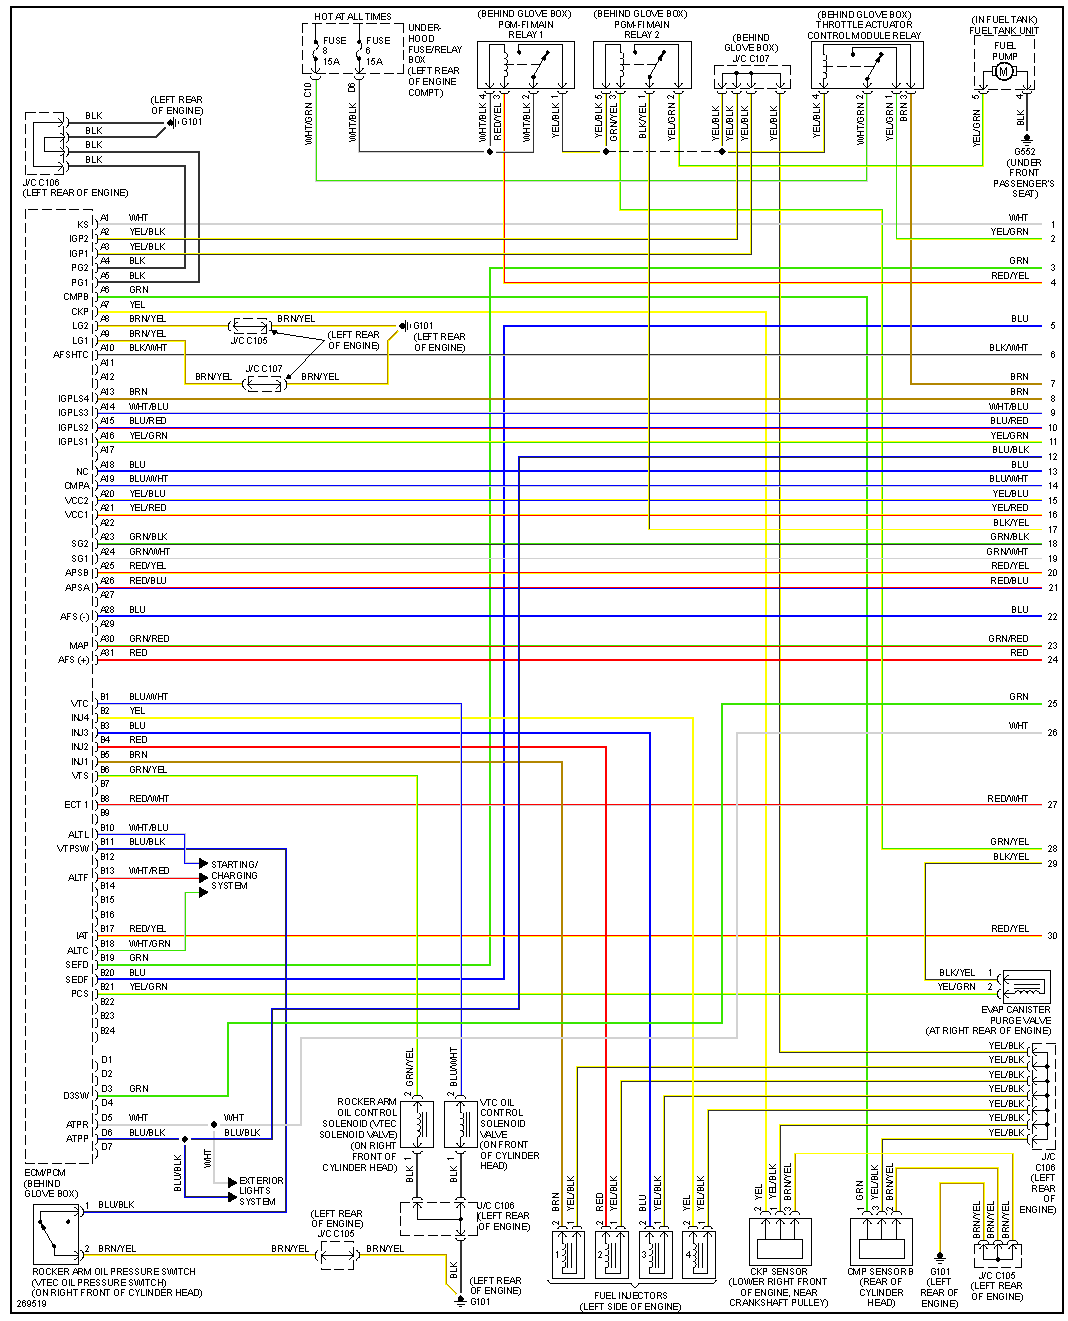 HOT AT ALL TIMES
FUSE
8
15A
FUSE
6
15A
UNDER-
HOOD
FUSE/RELAY
BOX
(LEFT REAR
OF ENGINE
COMPT)
C10
D6
WHT/GRN
WHT/BLK
(BEHIND GLOVE BOX)
PGM-FI MAIN
RELAY 1
4
3
2
1
WHT/BLK
RED/YEL
WHT/BLK
YEL/BLK
(BEHIND GLOVE BOX)
PGM-FI MAIN
RELAY 2
5
3
1
2
YEL/BLK
GRN/YEL
BLK/YEL
YEL/GRN
(BEHIND
GLOVE BOX)
J/C C107
YEL/BLK
YEL/BLK
YEL/BLK
YEL/BLK
(BEHIND GLOVE BOX)
THROTTLE ACTUATOR
CONTROL MODULE RELAY
4
2
1
3
YEL/BLK
WHT/GRN
YEL/GRN
BRN
(IN FUEL TANK)
FUEL TANK UNIT
FUEL
PUMP
M
5
4
YEL/GRN
BLK
G552
(UNDER
FRONT
PASSENGER'S
SEAT)
(LEFT REAR
OF ENGINE)
G101
BLK
BLK
BLK
BLK
J/C C106
(LEFT REAR OF ENGINE)
KS A1 WHT
IGP2 A2 YEL/BLK
IGP1 A3 YEL/BLK
PG2 A4 BLK
PG1 A5 BLK
CMPB A6 GRN
CKP A7 YEL
LG2 A8 BRN/YEL
LG1 A9 BRN/YEL
AFSHTC A10 BLK/WHT
A11
A12
IGPLS4 A13 BRN
IGPLS3 A14 WHT/BLU
IGPLS2 A15 BLU/RED
IGPLS1 A16 YEL/GRN
A17
NC A18 BLU
CMPA A19 BLU/WHT
VCC2 A20 YEL/BLU
VCC1 A21 YEL/RED
A22
SG2 A23 GRN/BLK
SG1 A24 GRN/WHT
APSB A25 RED/YEL
APSA A26 RED/BLU
A27
AFS (-) A28 BLU
A29
MAP A30 GRN/RED
AFS (+) A31 RED
BRN/YEL
J/C C105
(LEFT REAR
OF ENGINE)
G101
(LEFT REAR
OF ENGINE)
J/C C107
BRN/YEL
BRN/YEL
WHT 1
YEL/GRN 2
GRN 3
RED/YEL 4
BLU 5
BLK/WHT 6
BRN 7
BRN 8
WHT/BLU 9
BLU/RED 10
YEL/GRN 11
BLU/BLK 12
BLU 13
BLU/WHT 14
YEL/BLU 15
YEL/RED 16
BLK/YEL 17
GRN/BLK 18
GRN/WHT 19
RED/YEL 20
RED/BLU 21
BLU 22
GRN/RED 23
RED 24
GRN 25
WHT 26
RED/WHT 27
GRN/YEL 28
BLK/YEL 29
RED/YEL 30
VTC B1 BLU/WHT
INJ4 B2 YEL
INJ3 B3 BLU
INJ2 B4 RED
INJ1 B5 BRN
VTS B6 GRN/YEL
B7
ECT 1 B8 RED/WHT
B9
ALTL B10 WHT/BLU
VTPSW B11 BLU/BLK
B12
ALTF B13 WHT/RED
B14
B15
B16
IAT B17 RED/YEL
ALTC B18 WHT/GRN
SEFD B19 GRN
SEDF B20 BLU
PCS B21 YEL/GRN
B22
B23
B24
D1
D2
D3SW D3 GRN
D4
ATPR D5 WHT
ATPP D6 BLU/BLK
D7
STARTING/
CHARGING
SYSTEM
WHT
BLU/BLK
BLU/BLK
WHT
EXTERIOR
LIGHTS
SYSTEM
ECM/PCM
(BEHIND
GLOVE BOX)
1 BLU/BLK
2 BRN/YEL
ROCKER ARM OIL PRESSURE SWITCH
(VTEC OIL PRESSURE SWITCH)
(ON RIGHT FRONT OF CYLINDER HEAD)
269519
(LEFT REAR
OF ENGINE)
J/C C105
BRN/YEL
BRN/YEL
2 GRN/YEL
2 BLU/WHT
ROCKER ARM
OIL CONTROL
SOLENOID (VTEC
SOLENOID VALVE)
(ON RIGHT
FRONT OF
CYLINDER HEAD)
VTC OIL
CONTROL
SOLENOID
VALVE
(ON FRONT
OF CYLINDER
HEAD)
BLK 1
BLK 1
J/C C106
(LEFT REAR
OF ENGINE)
BLK
(LEFT REAR
OF ENGINE)
G101
BRN
YEL/BLK
RED
YEL/BLK
BLU
YEL/BLK
YEL
YEL/BLK
2 1
2 1
2 1
2 1
1
2
3
4
FUEL INJECTORS
(LEFT SIDE OF ENGINE)
YEL
YEL/BLK
BRN/YEL
2 1 3
CKP SENSOR
(LOWER RIGHT FRONT
OF ENGINE, NEAR
CRANKSHAFT PULLEY)
GRN
YEL/BLK
BRN/YEL
1 3 2
CMP SENSOR B
(REAR OF
CYLINDER
HEAD)
G101
(LEFT
REAR OF
ENGINE)
BRN/YEL
BRN/YEL
BRN/YEL
J/C C105
(LEFT REAR
OF ENGINE)
BLK/YEL 1
YEL/GRN 2
EVAP CANISTER
PURGE VALVE
(AT RIGHT REAR OF ENGINE)
YEL/BLK
YEL/BLK
YEL/BLK
YEL/BLK
YEL/BLK
YEL/BLK
YEL/BLK
J/C
C106
(LEFT
REAR
OF
ENGINE)